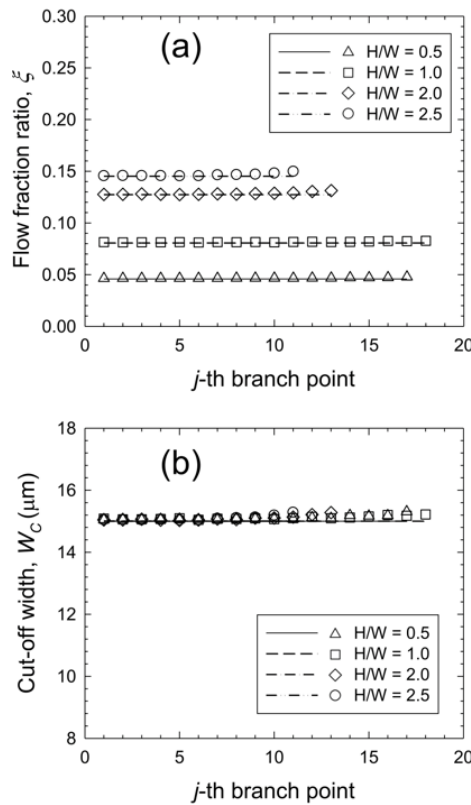 (a)
Flow fraction ratio, ξ
0.30
0.25
0.20
0.15
0.10
0.05
0.00
H/W = 0.5
H/W = 1.0
H/W = 2.0
H/W = 2.5
0 5 10 15 20
j-th branch point
(b)
Cut-off width, W_C (μm)
18
16
14
12
10
8
H/W = 0.5
H/W = 1.0
H/W = 2.0
H/W = 2.5
0 5 10 15 20
j-th branch point